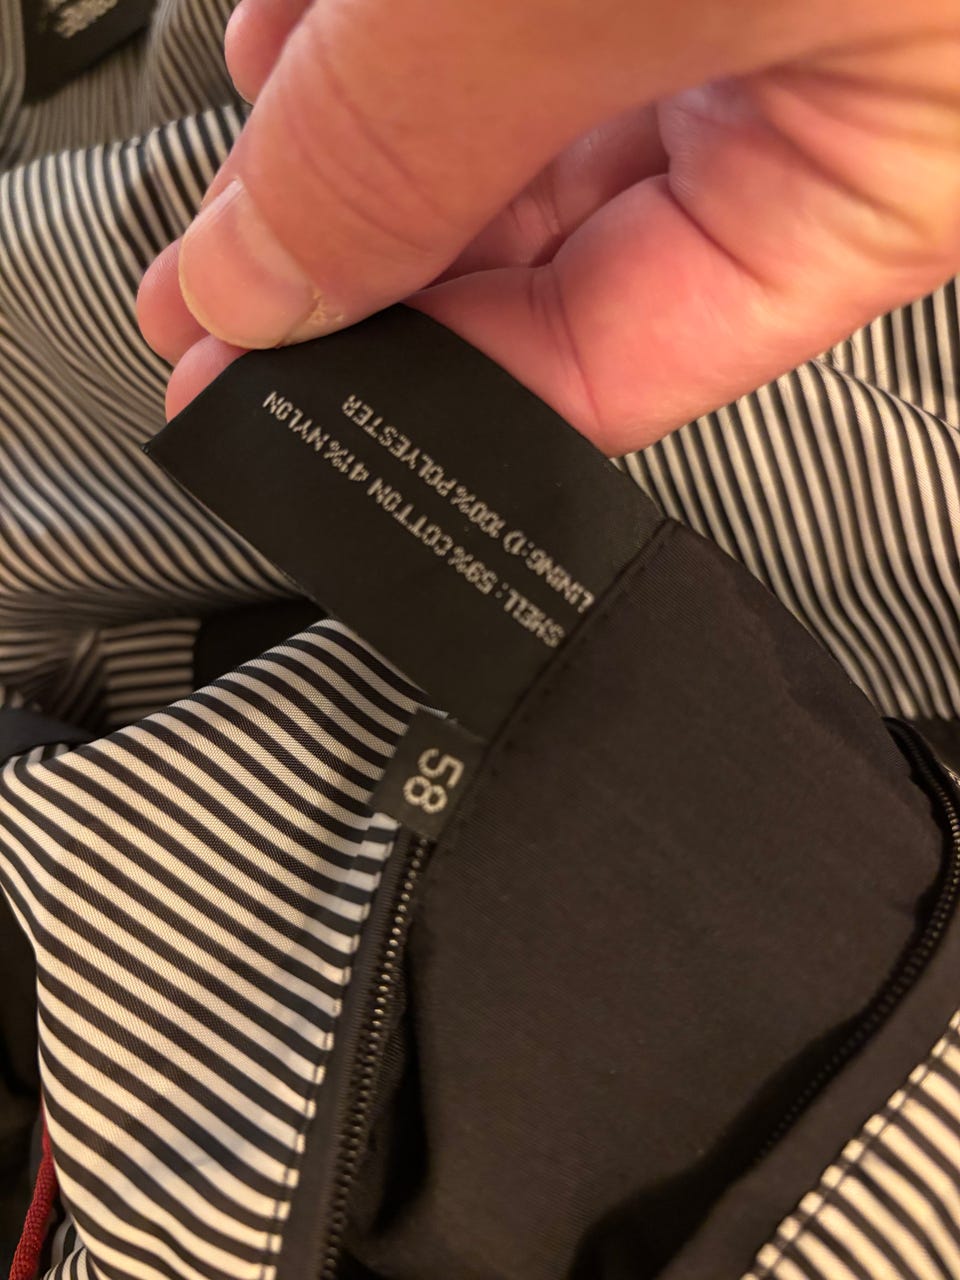 SHELL: 59% COTTON 41% NYLON
LINING:D 100% POLYESTER
58